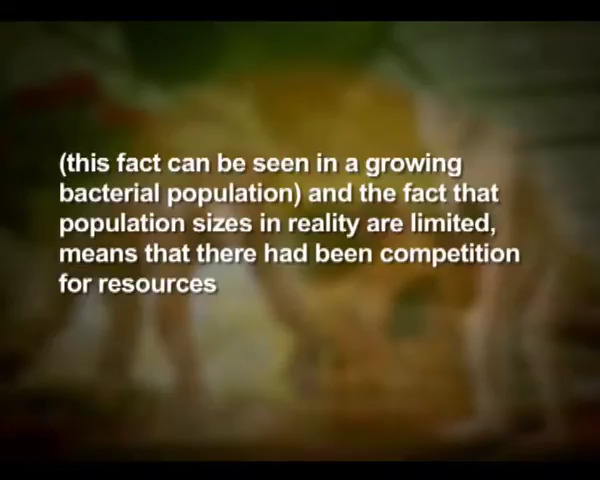 (this fact can be seen in a growing
bacterial population) and the fact that
population sizes in reality are limited,
means that there had been competition
for resources